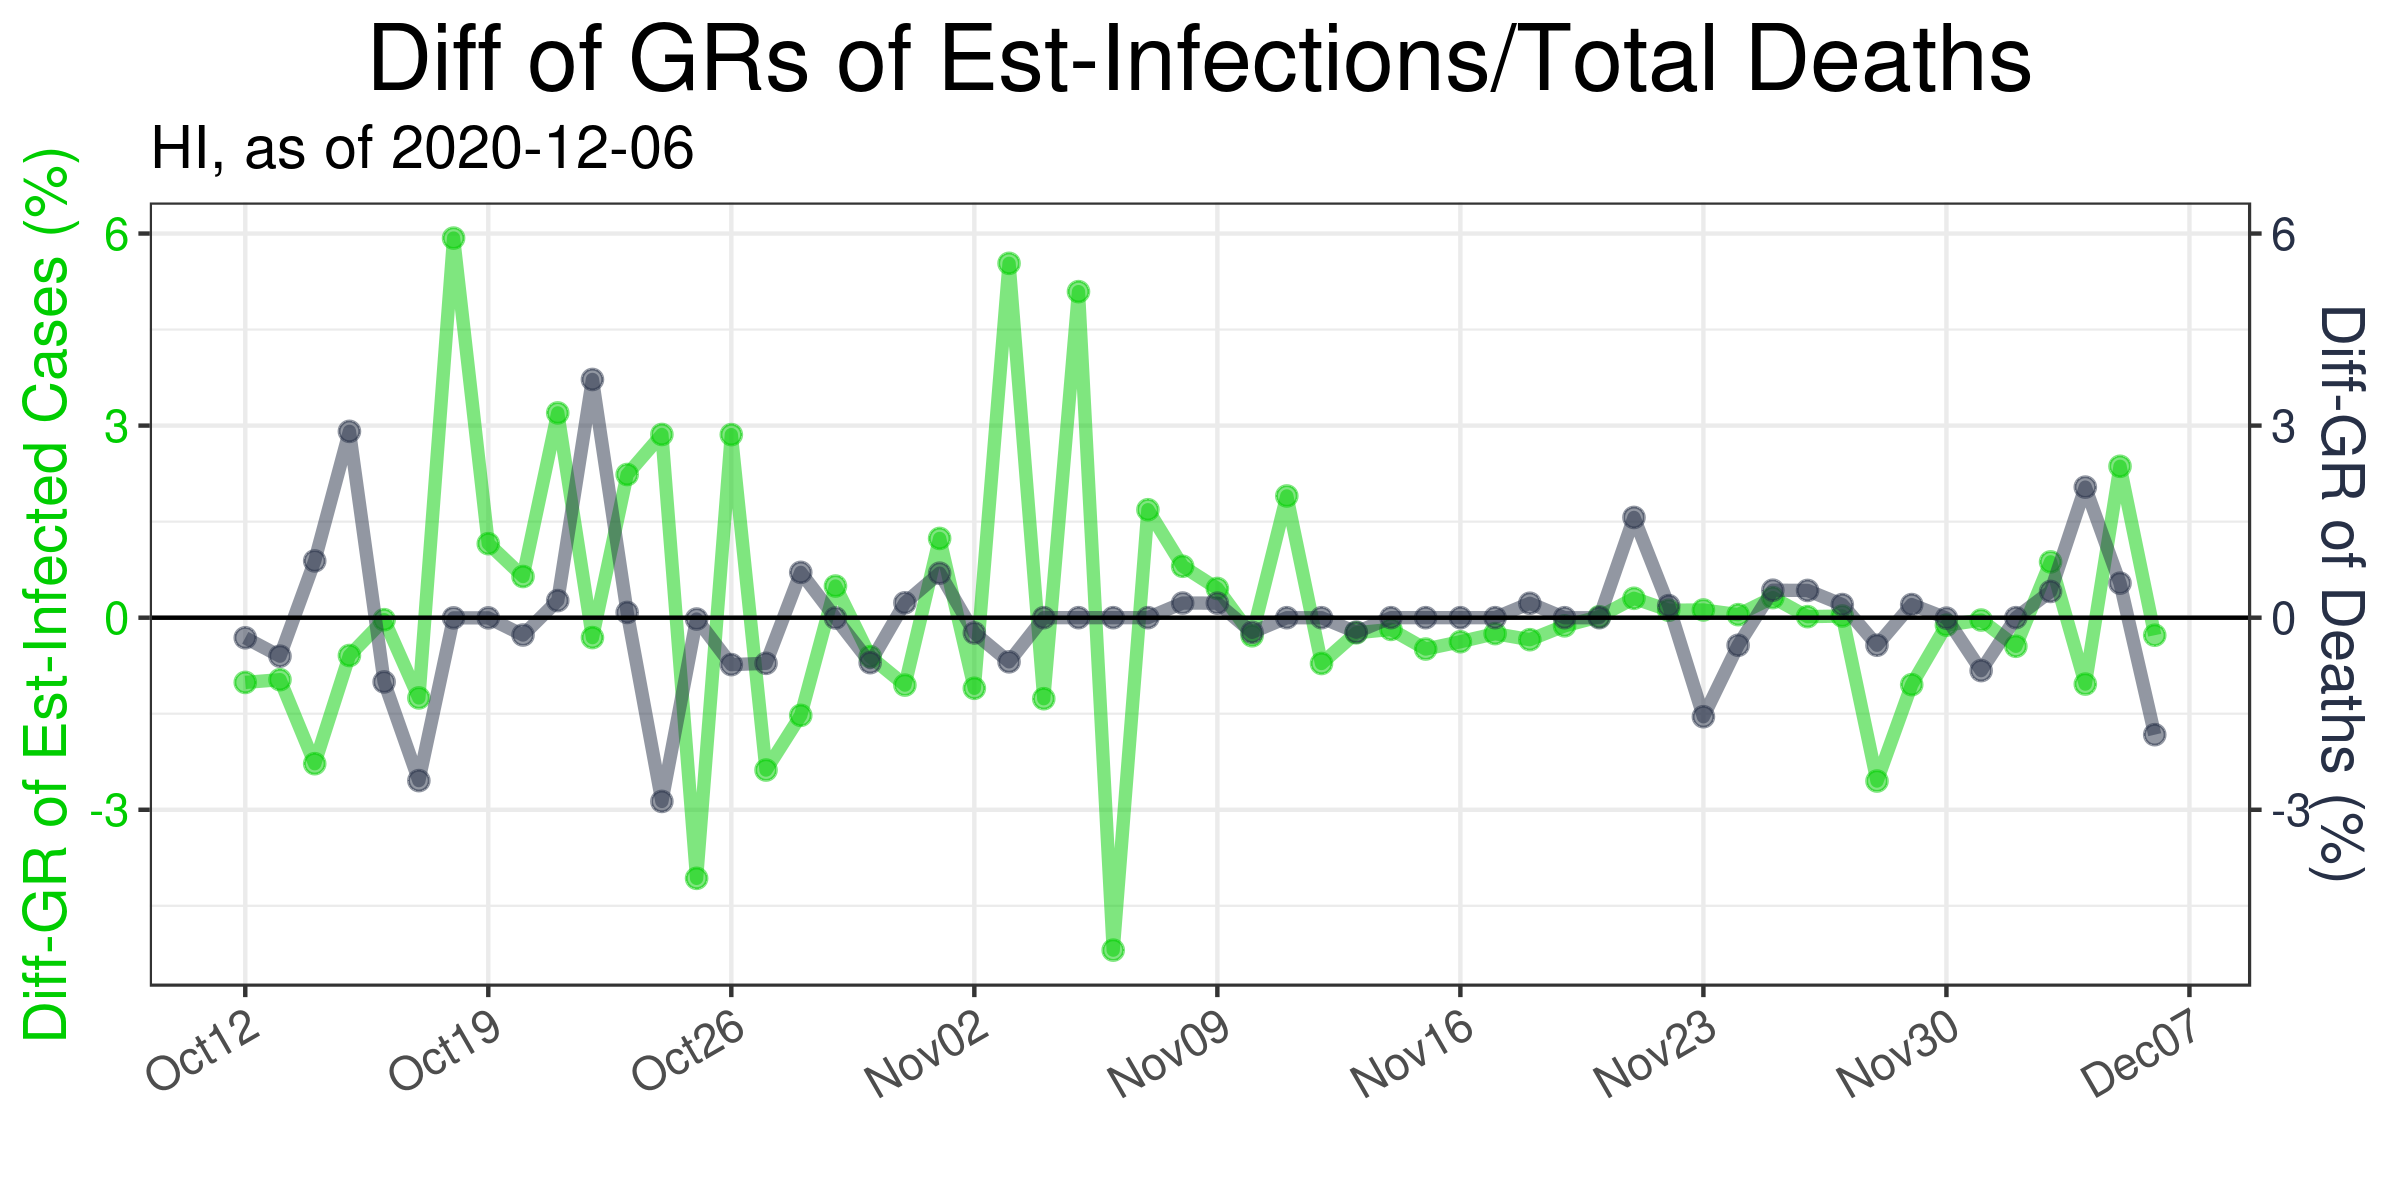 Diff of GRs of Est-Infections/Total Deaths
HI, as of 2020-12-06
Diff-GR of Est-Infected Cases (%)
6
3
0
-3
6
3
0
-3
Diff-GR of Deaths (%)
Oct12
Oct19
Oct26
Nov02
Nov09
Nov16
Nov23
Nov30
Dec07